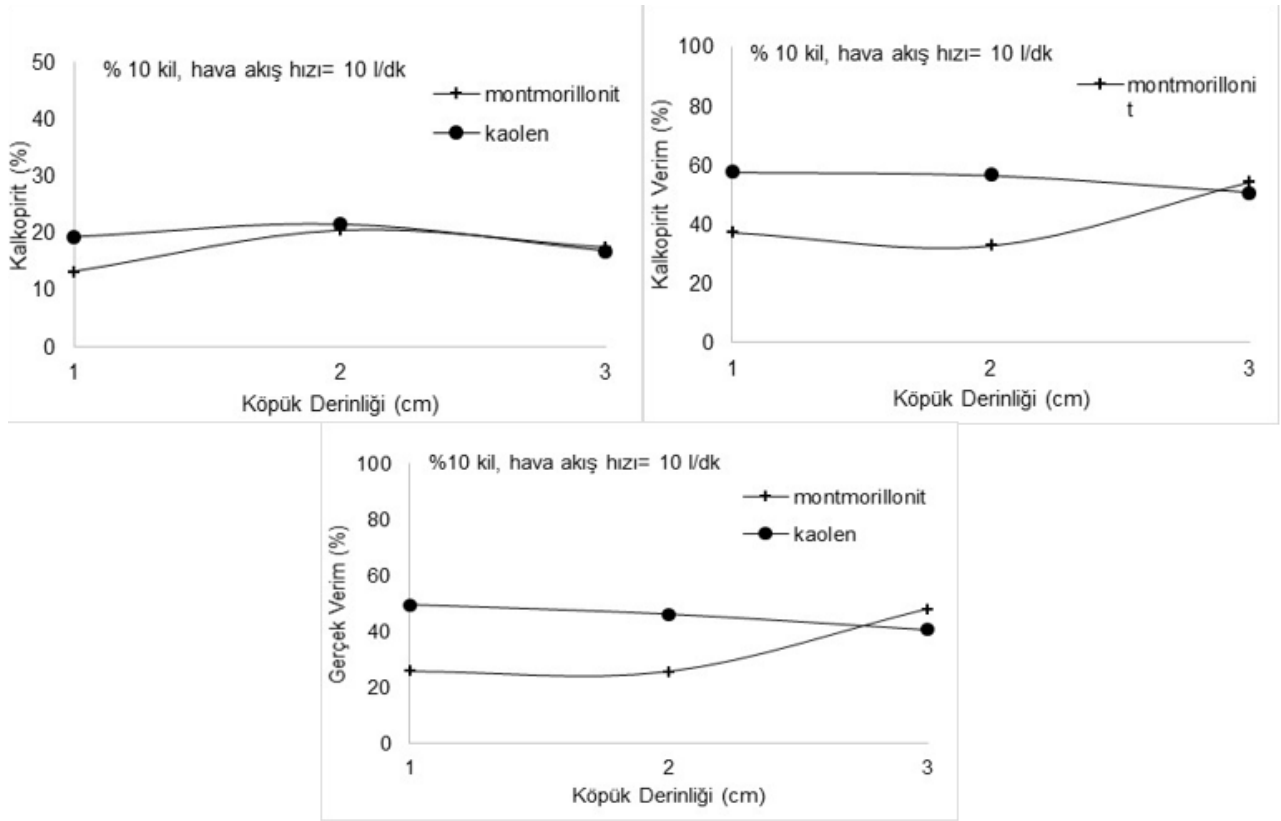 % 10 kil, hava akış hızı= 10 l/dk
montmorillonit
kaolen
Kalkopirit (%)
50
40
30
20
10
0
1 2 3
Köpük Derinliği (cm)
% 10 kil, hava akış hızı= 10 l/dk
montmorilloni
t
Kalkopirit Verim (%)
100
80
60
40
20
0
1 2 3
Köpük Derinliği (cm)
%10 kil, hava akış hızı= 10 l/dk
montmorillonit
kaolen
Gerçek Verim (%)
100
80
60
40
20
0
1 2 3
Köpük Derinliği (cm)